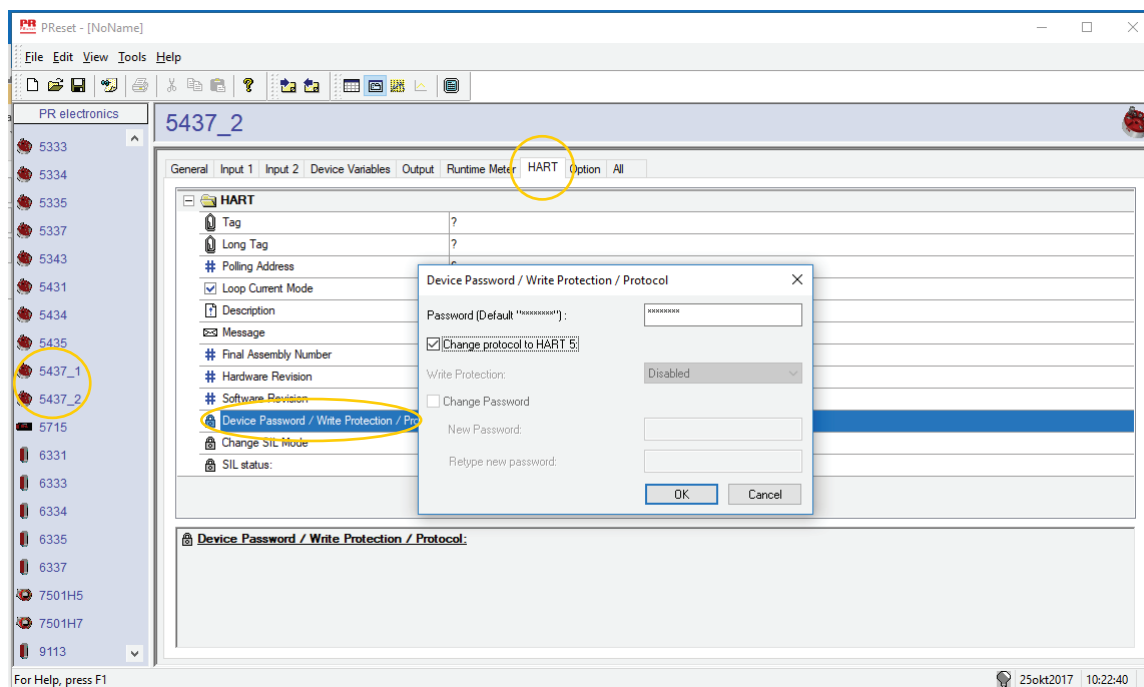 PR PReset - [NoName]
File Edit View Tools Help
PR electronics
5437_2
5333
5334
5335
5337
5343
5431
5434
5435
5437_1
5437_2
5715
6331
6333
6334
6335
6337
7501H5
7501H7
9113
General Input 1 Input 2 Device Variables Output Runtime Meter HART Option All
HART
Tag ?
Long Tag ?
Polling Address
Loop Current Mode
Description
Message
Final Assembly Number
Hardware Revision
Software Revision
Device Password / Write Protection / Pro
Change SIL Mode
SIL status:
Device Password / Write Protection / Protocol
Password (Default "********") : ********
Change protocol to HART 5:
Write Protection: Disabled
Change Password
New Password:
Retype new password:
OK Cancel
Device Password / Write Protection / Protocol:
For Help, press F1 25okt2017 10:22:40